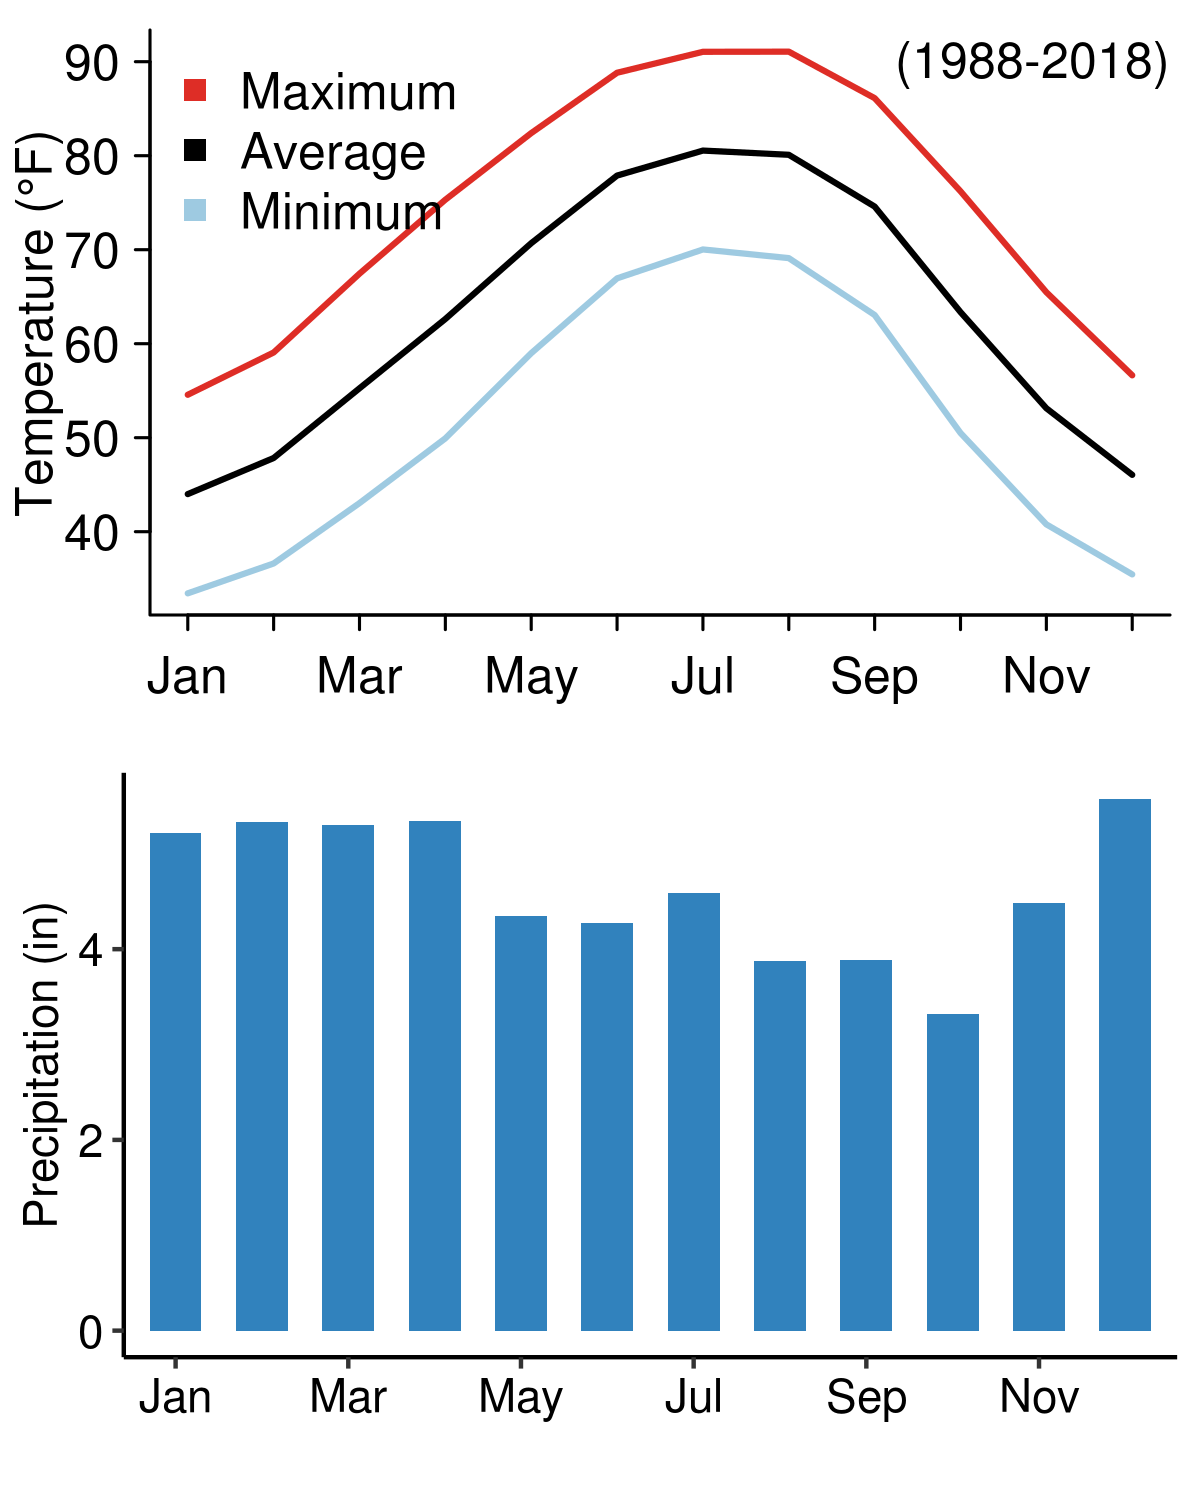 (1988-2018)
Maximum
Average
Minimum
Temperature (°F)
90
80
70
60
50
40
Jan Mar May Jul Sep Nov
Precipitation (in)
4
2
0
Jan Mar May Jul Sep Nov